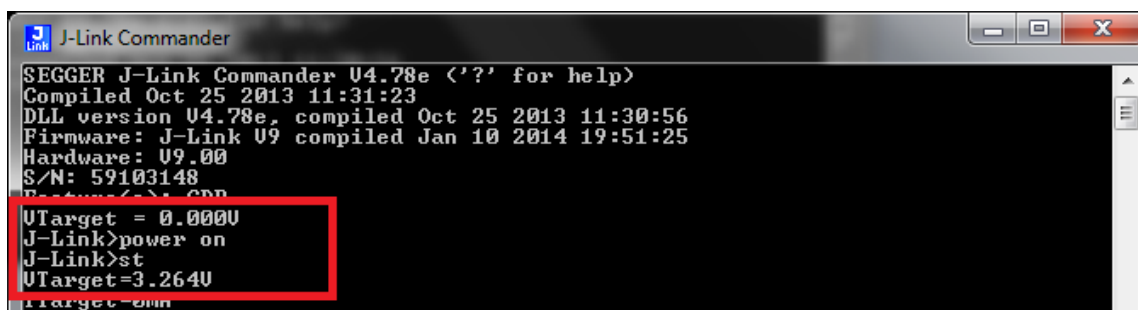 J-Link Commander
SEGGER J-Link Commander V4.78e ('?' for help)
Compiled Oct 25 2013 11:31:23
DLL version V4.78e, compiled Oct 25 2013 11:30:56
Firmware: J-Link V9 compiled Jan 10 2014 19:51:25
Hardware: V9.00
S/N: 59103148
VTarget = 0.000V
J-Link>power on
J-Link>st
VTarget=3.264V